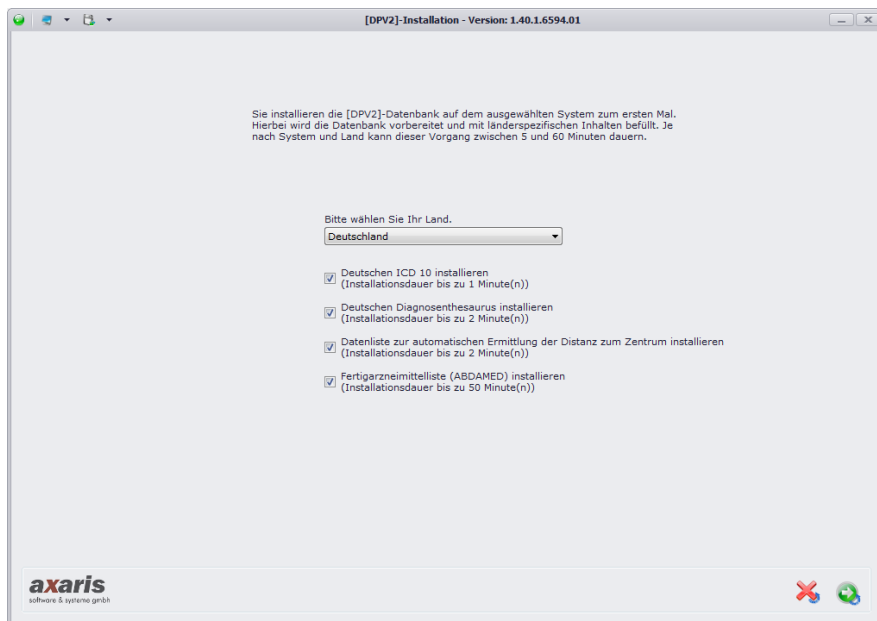 [DPV2]-Installation - Version: 1.40.1.6594.01
Sie installieren die [DPV2]-Datenbank auf dem ausgewählten System zum ersten Mal.
Hierbei wird die Datenbank vorbereitet und mit länderspezifischen Inhalten befüllt. Je
nach System und Land kann dieser Vorgang zwischen 5 und 60 Minuten dauern.
Bitte wählen Sie Ihr Land.
Deutschland
Deutschen ICD 10 installieren
(Installationsdauer bis zu 1 Minute(n))
Deutschen Diagnosenthesaurus installieren
(Installationsdauer bis zu 2 Minute(n))
Datenliste zur automatischen Ermittlung der Distanz zum Zentrum installieren
(Installationsdauer bis zu 2 Minute(n))
Fertigarzneimittelliste (ABDAMED) installieren
(Installationsdauer bis zu 50 Minute(n))
axaris
software & systeme gmbh